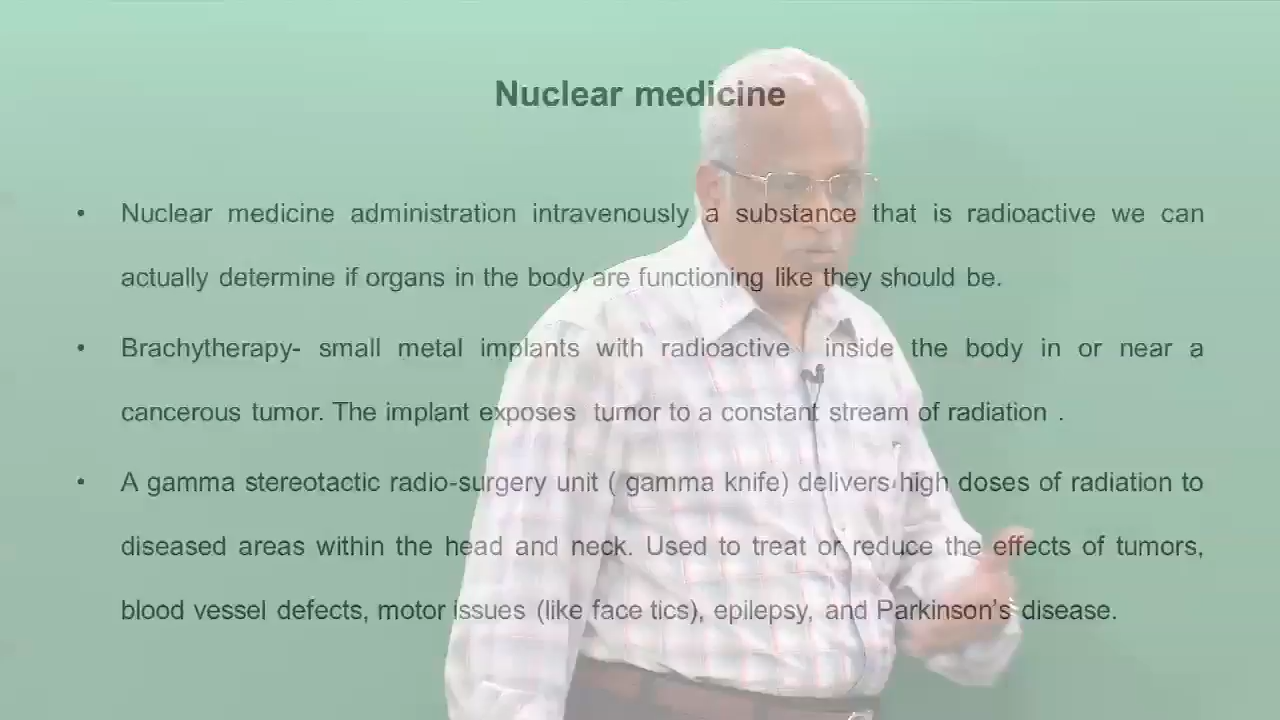 Nuclear medicine
• Nuclear medicine administration intravenously a substance that is radioactive we can
actually determine if organs in the body are functioning like they should be.
• Brachytherapy- small metal implants with radioactive inside the body in or near a
cancerous tumor. The implant exposes tumor to a constant stream of radiation .
• A gamma stereotactic radio-surgery unit ( gamma knife) delivers high doses of radiation to
diseased areas within the head and neck. Used to treat or reduce the effects of tumors,
blood vessel defects, motor issues (like face tics), epilepsy, and Parkinson’s disease.